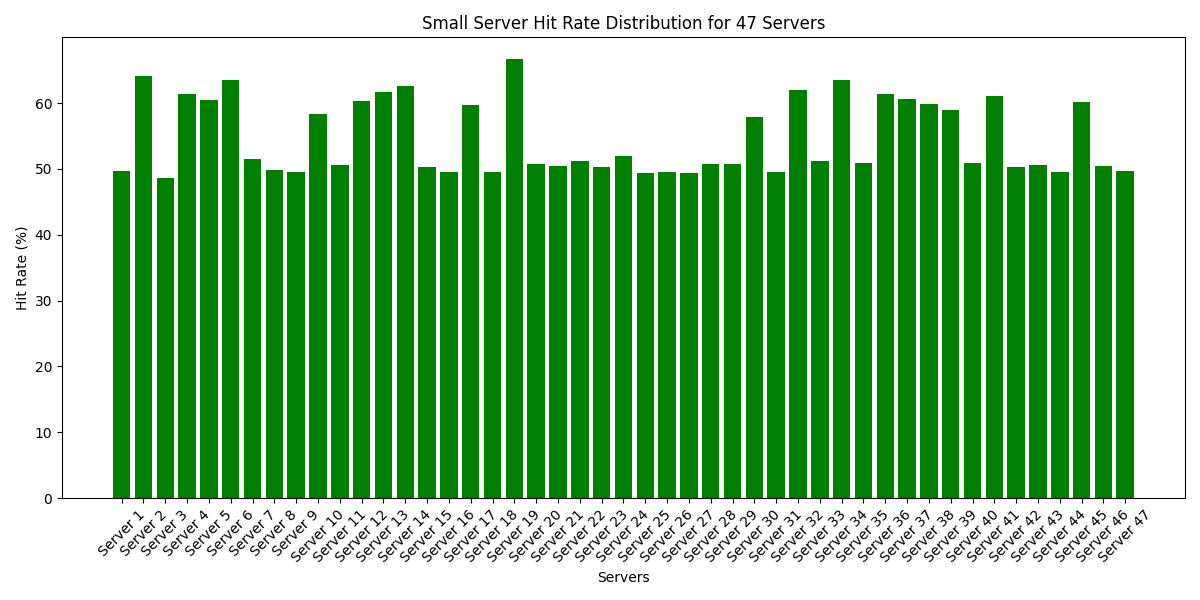 Small Server Hit Rate Distribution for 47 Servers
Hit Rate (%)
60
50
40
30
20
10
0
Server 1
Server 2
Server 3
Server 4
Server 5
Server 6
Server 7
Server 8
Server 9
Server 10
Server 11
Server 12
Server 13
Server 14
Server 15
Server 16
Server 17
Server 18
Server 19
Server 20
Server 21
Server 22
Server 23
Server 24
Server 25
Server 26
Server 27
Server 28
Server 29
Server 30
Server 31
Server 32
Server 33
Server 34
Server 35
Server 36
Server 37
Server 38
Server 39
Server 40
Server 41
Server 42
Server 43
Server 44
Server 45
Server 46
Server 47
Servers